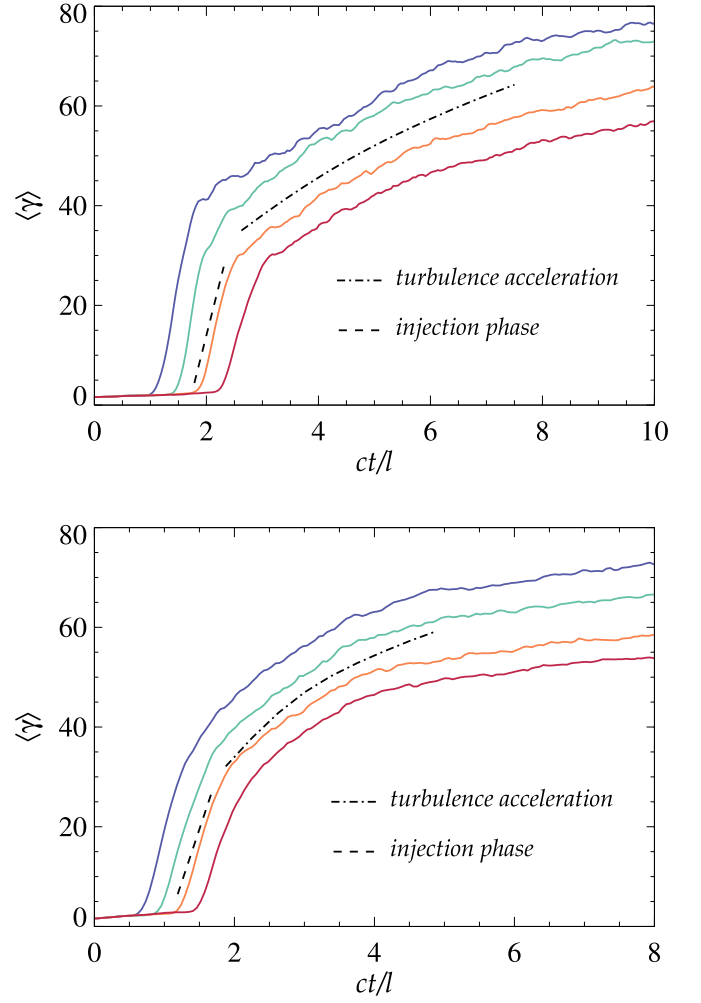 80
60
⟨γ⟩
40
turbulence acceleration
20
injection phase
0
0 2 4 6 8 10
ct/l
80
60
⟨γ⟩
40
turbulence acceleration
20
injection phase
0
0 2 4 6 8
ct/l